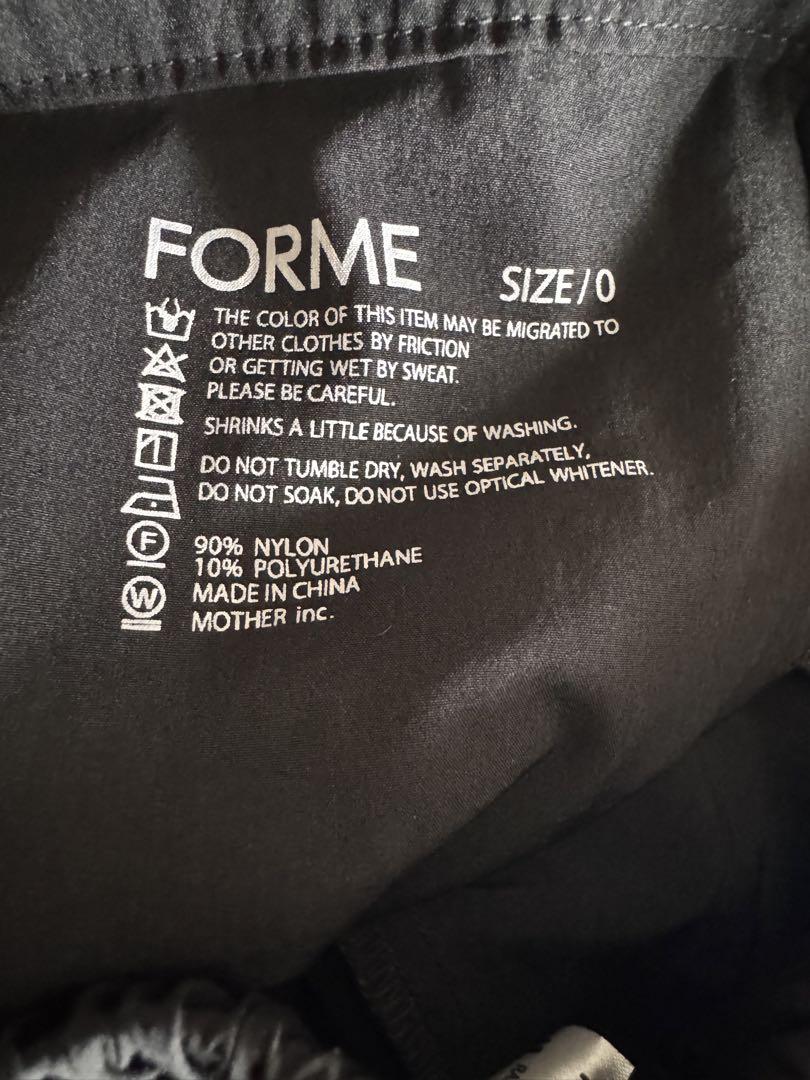 FORME
SIZE/0
THE COLOR OF THIS ITEM MAY BE MIGRATED TO
OTHER CLOTHES BY FRICTION
OR GETTING WET BY SWEAT.
PLEASE BE CAREFUL.
SHRINKS A LITTLE BECAUSE OF WASHING.
DO NOT TUMBLE DRY, WASH SEPARATELY,
DO NOT SOAK, DO NOT USE OPTICAL WHITENER.
F
90% NYLON
10% POLYURETHANE
W
MADE IN CHINA
MOTHER inc.